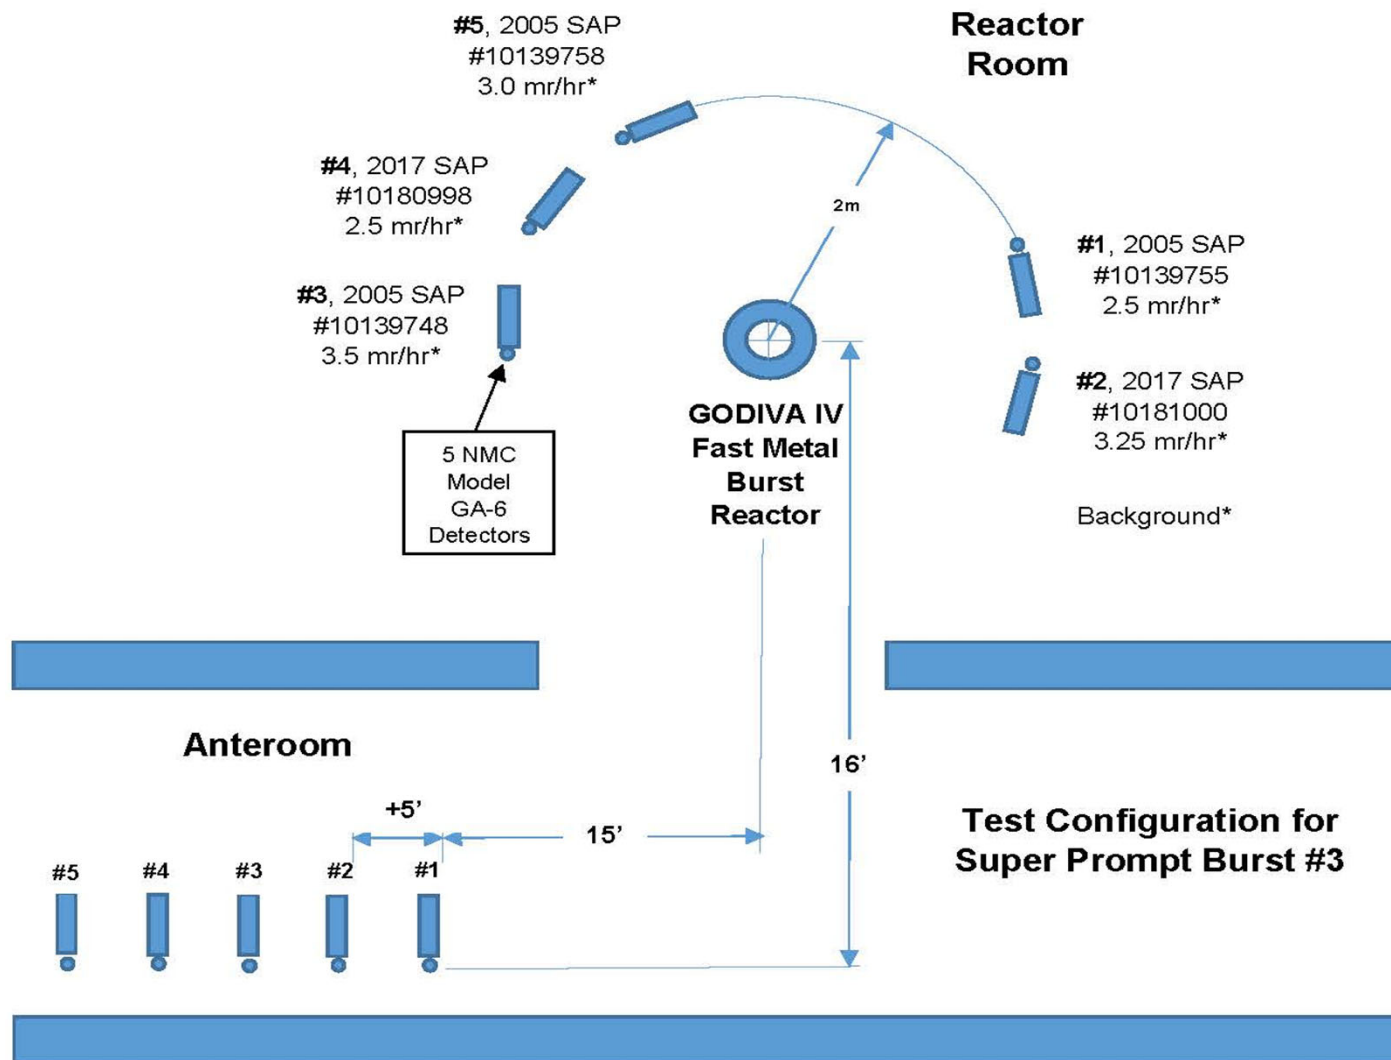 #5, 2005 SAP
#10139758
3.0 mr/hr*
Reactor
Room
#4, 2017 SAP
#10180998
2.5 mr/hr*
2m
#1, 2005 SAP
#10139755
2.5 mr/hr*
#3, 2005 SAP
#10139748
3.5 mr/hr*
#2, 2017 SAP
#10181000
3.25 mr/hr*
GODIVA IV
Fast Metal
Burst
Reactor
5 NMC
Model
GA-6
Detectors
Background*
Anteroom
16’
+5’
15’
Test Configuration for
Super Prompt Burst #3
#5
#4
#3
#2
#1